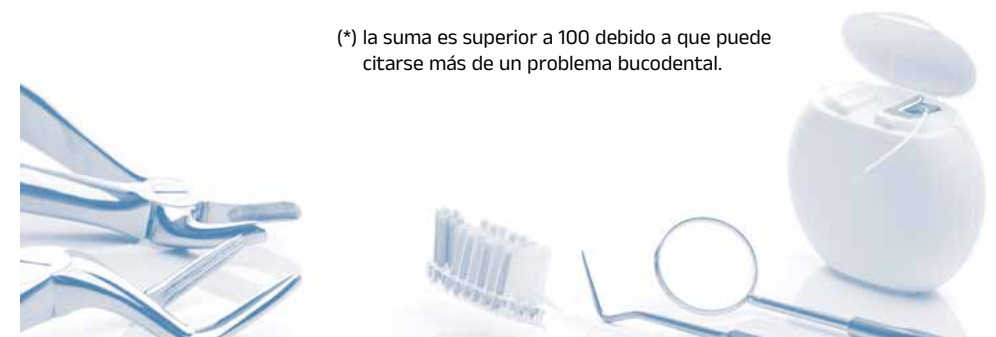 (*) la suma es superior a 100 debido a que puede
citarse más de un problema bucodental.